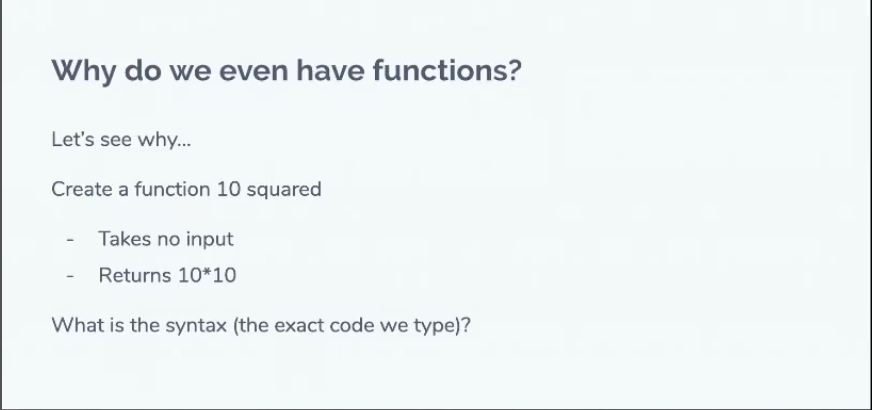 Why do we even have functions?
Let's see why...
Create a function 10 squared
- Takes no input
- Returns 10*10
What is the syntax (the exact code we type)?